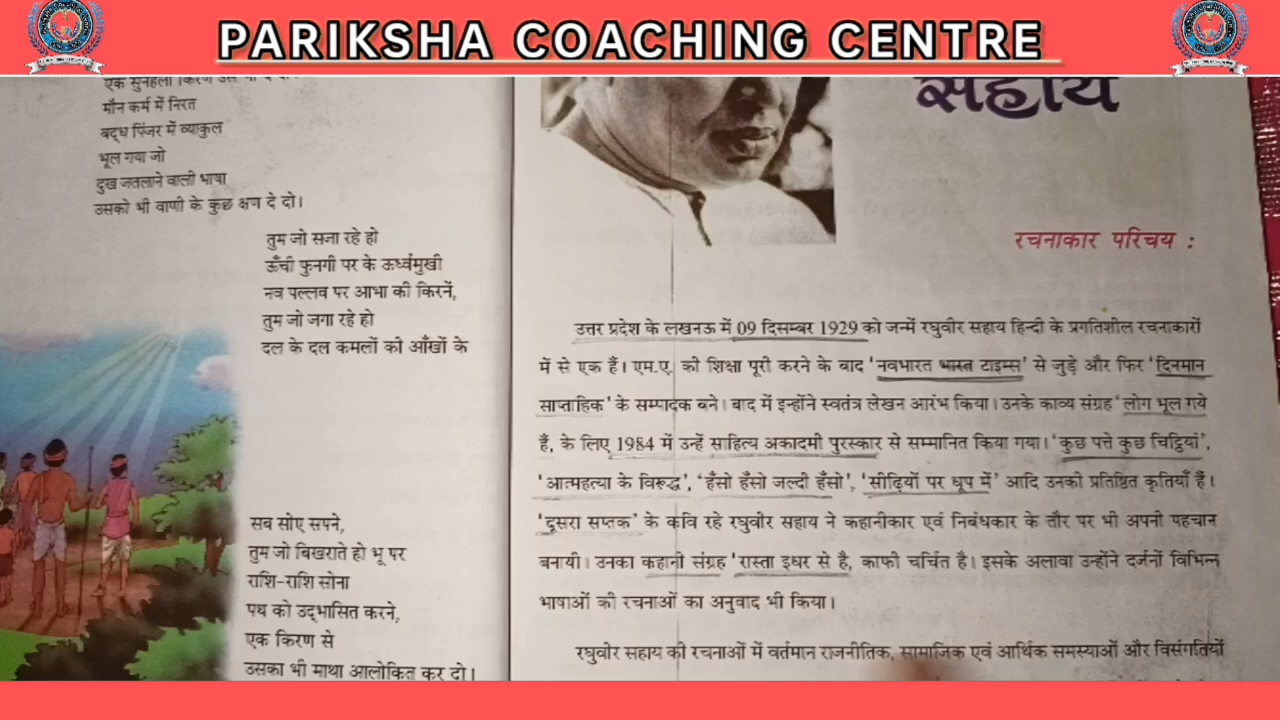 PARIKSHA COACHING CENTRE
एक सुनहली किरण उसे भी दे दो
मौन कर्म में निरत
बद्ध पिंजर में व्याकुल
भूल गया जो
दुख जतलाने वाली भाषा
उसको भी वाणी के कुछ क्षण दे दो।
तुम जो सजा रहे हो
ऊँची फुनगी पर के ऊर्ध्वमुखी
नव पल्लव पर आभा की किरनें,
तुम जो जगा रहे हो
दल के दल कमलों की आँखों के
सब सोए सपने,
तुम जो बिखराते हो भू पर
राशि-राशि सोना
पथ को उद्भासित करने,
एक किरण से
उसका भी माथा आलोकित कर दो।
सहाय
रचनाकार परिचय :
उत्तर प्रदेश के लखनऊ में 09 दिसम्बर 1929 को जन्में रघुवीर सहाय हिन्दी के प्रगतिशील रचनाकारों
में से एक हैं। एम.ए. की शिक्षा पूरी करने के बाद 'नवभारत भारत टाइम्स' से जुड़े और फिर 'दिनमान
साप्ताहिक' के सम्पादक बने। बाद में इन्होंने स्वतंत्र लेखन आरंभ किया। उनके काव्य संग्रह 'लोग भूल गये
हैं, के लिए 1984 में उन्हें साहित्य अकादमी पुरस्कार से सम्मानित किया गया। 'कुछ पत्ते कुछ चिट्ठियां',
'आत्महत्या के विरूद्ध', 'हँसो हँसो जल्दी हँसो', 'सीढ़ियों पर धूप में' आदि उनकी प्रतिष्ठित कृतियाँ हैं।
'दूसरा सप्तक' के कवि रहे रघुवीर सहाय ने कहानीकार एवं निबंधकार के तौर पर भी अपनी पहचान
बनायी। उनका कहानी संग्रह 'रास्ता इधर से है, काफी चर्चित है। इसके अलावा उन्होंने दर्जनों विभिन्न
भाषाओं की रचनाओं का अनुवाद भी किया।
रघुवीर सहाय की रचनाओं में वर्तमान राजनीतिक, सामाजिक एवं आर्थिक समस्याओं और विसंगतियों